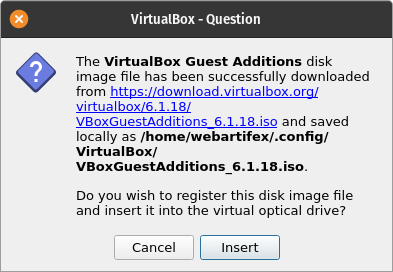 VirtualBox - Question
The VirtualBox Guest Additions disk
image file has been successfully downloaded
from https://download.virtualbox.org/
virtualbox/6.1.18/
VBoxGuestAdditions_6.1.18.iso and saved
locally as /home/webartifex/.config/
VirtualBox/
VBoxGuestAdditions_6.1.18.iso.
Do you wish to register this disk image file
and insert it into the virtual optical drive?
Cancel
Insert